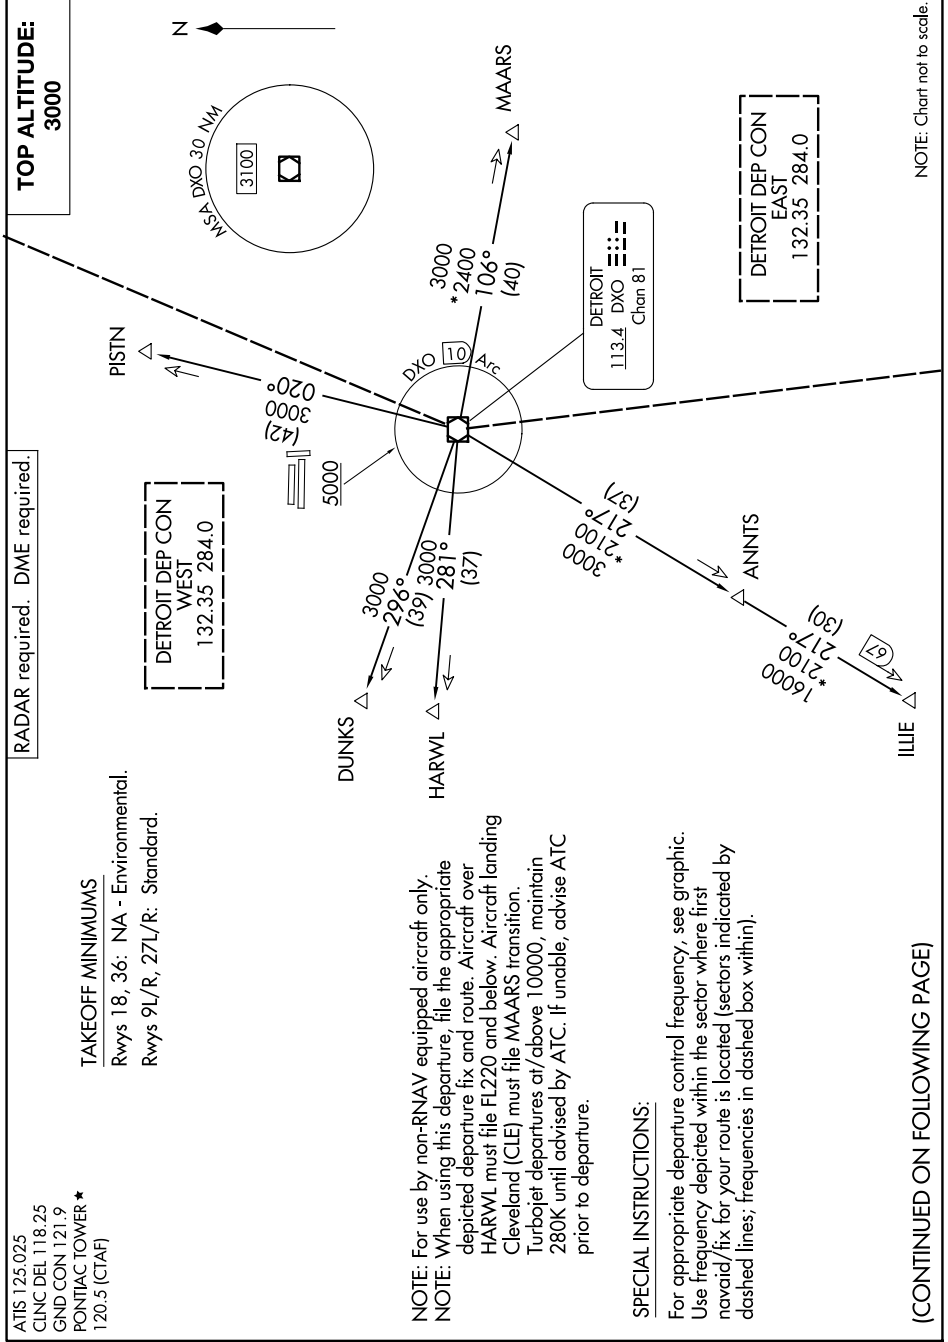 ATIS 125.025
CLNC DEL 118.25
GND CON 121.9
PONTIAC TOWER ★
120.5 (CTAF)
TAKEOFF MINIMUMS
Rwys 18, 36: NA - Environmental.
Rwys 9L/R, 27L/R: Standard.
RADAR required. DME required.
TOP ALTITUDE:
3000
NOTE: For use by non-RNAV equipped aircraft only.
NOTE: When using this departure, file the appropriate
depicted departure fix and route. Aircraft over
HARWL must file FL220 and below. Aircraft landing
Cleveland (CLE) must file MAARS transition.
Turbojet departures at/above 10000, maintain
280K until advised by ATC. If unable, advise ATC
prior to departure.
SPECIAL INSTRUCTIONS:
For appropriate departure control frequency, see graphic.
Use frequency depicted within the sector where first
navaid/fix for your route is located (sectors indicated by
dashed lines; frequencies in dashed box within).
(CONTINUED ON FOLLOWING PAGE)
DETROIT DEP CON
WEST
132.35 284.0
PISTN
020°
3000
(42)
5000
N
MSA DXO 30 NM
3100
DUNKS
3000
296°
(39)
HARWL
3000
281°
(37)
DXO 10 Arc
MAARS
3000
*2400
106°
(40)
DETROIT
113.4 DXO
Chan 81
(37)
217°
*2100
3000
ANNTS
(30)
217°
*2100
16000
67
ILLIE
DETROIT DEP CON
EAST
132.35 284.0
NOTE: Chart not to scale.